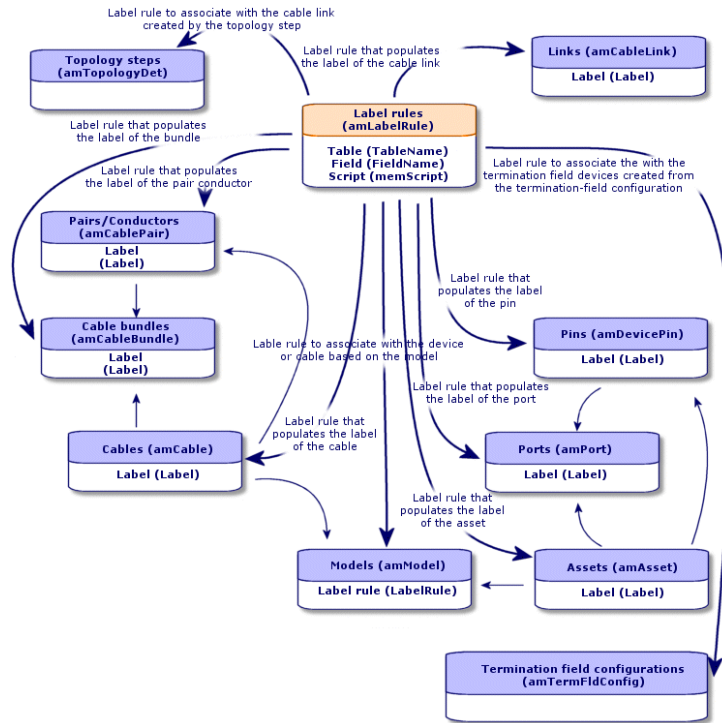 Label rule to associate with the cable link
created by the topology step
Topology steps
(amTopologyDet)
Label rule that populates
the label of the cable link
Links (amCableLink)
Label (Label)
Label rules
(amLabelRule)
Table (TableName)
Field (FieldName)
Script (memScript)
Label rule that populates
the label of the bundle
Label rule that populates
the label of the pair conductor
Label rule to associate the with the
termination field devices created from
the termination-field configuration
Pairs/Conductors
(amCablePair)
Label
(Label)
Label rule that
populates the label
of the pin
Cable bundles
(amCableBundle)
Label
(Label)
Lable rule to associate with the device
or cable based on the model
Pins (amDevicePin)
Label (Label)
Label rule that populates
the label of the port
Label rule that
populates the label
of the cable
Cables (amCable)
Label (Label)
Ports (amPort)
Label (Label)
Label rule that
populates the label
of the asset
Models (amModel)
Label rule (LabelRule)
Assets (amAsset)
Label (Label)
Termination field configurations
(amTermFldConfig)